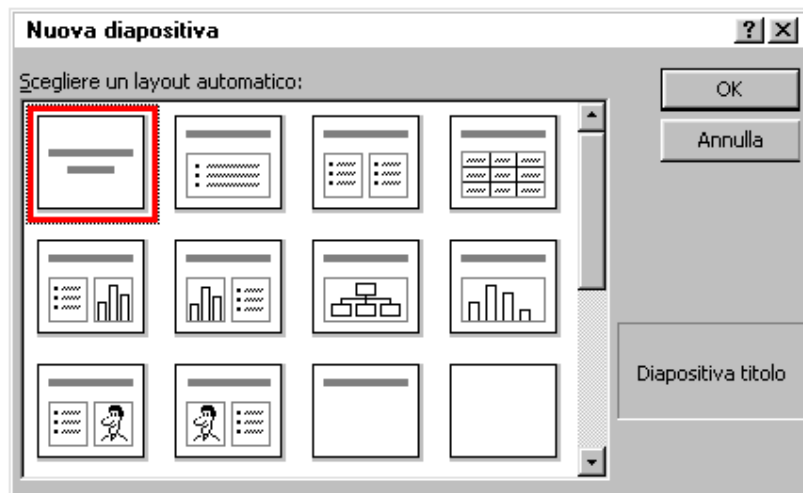 Nuova diapositiva
Scegliere un layout automatico:
OK
Annulla
Diapositiva titolo